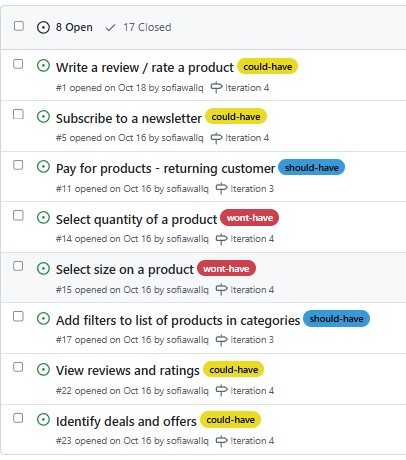 8 Open 17 Closed
Write a review / rate a product could-have
#1 opened on Oct 18 by sofiawallq Iteration 4
Subscribe to a newsletter could-have
#5 opened on Oct 16 by sofiawallq Iteration 4
Pay for products - returning customer should-have
#11 opened on Oct 16 by sofiawallq Iteration 3
Select quantity of a product wont-have
#14 opened on Oct 16 by sofiawallq Iteration 4
Select size on a product wont-have
#15 opened on Oct 16 by sofiawallq Iteration 4
Add filters to list of products in categories should-have
#17 opened on Oct 16 by sofiawallq Iteration 3
View reviews and ratings could-have
#22 opened on Oct 16 by sofiawallq Iteration 4
Identify deals and offers could-have
#23 opened on Oct 16 by sofiawallq Iteration 4